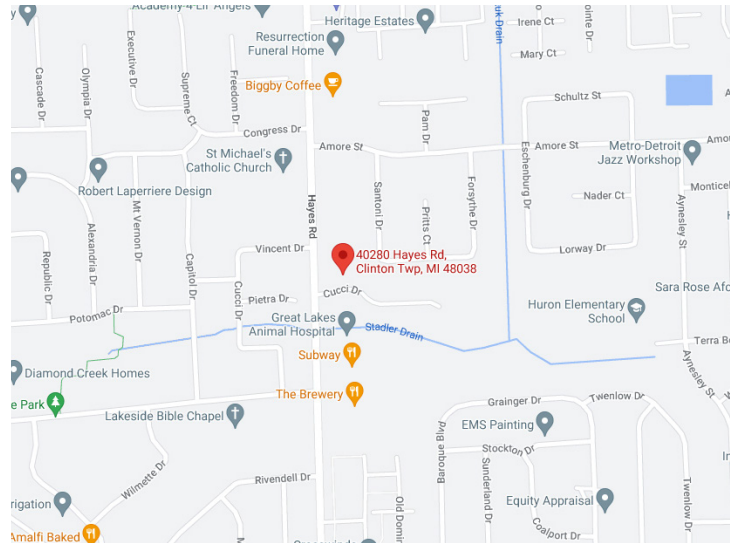 Academy 4 Lil' Angels
Heritage Estates
Irene Ct
Resurrection
Funeral Home
Mary Ct
Executive Dr
Cascade Dr
Olympia Dr
Supreme Ct
Freedom Dr
Biggby Coffee
Schultz St
Congress Dr
Pam Dr
Amore St
Amore St
Metro-Detroit
Jazz Workshop
St Michael's
Catholic Church
Eschenburg Dr
Robert Laperriere Design
Hayes Rd
Santoni Dr
Pritts Ct
Forsythe Dr
Nader Ct
Aynesley St
Alexandria Dr
Mt Vernon Dr
Republic Dr
Capitol Dr
Vincent Dr
40280 Hayes Rd,
Clinton Twp, MI 48038
Lorway Dr
Cucci Dr
Cucci Dr
Pietra Dr
Potomac Dr
Sara Rose
Huron Elementary
School
Great Lakes
Animal Hospital
Stadler Drain
uk Drain
Subway
Diamond Creek Homes
Aynesley St
The Brewery
e Park
Lakeside Bible Chapel
Grainger Dr
Twenlow Dr
EMS Painting
Baroque Blvd
Stockton Dr
Sunderland Dr
Wilmette Dr
Rivendell Dr
Equity Appraisal
Twenlow Dr
rigation
Old Domin
Coalport Dr
Amalfi Baked